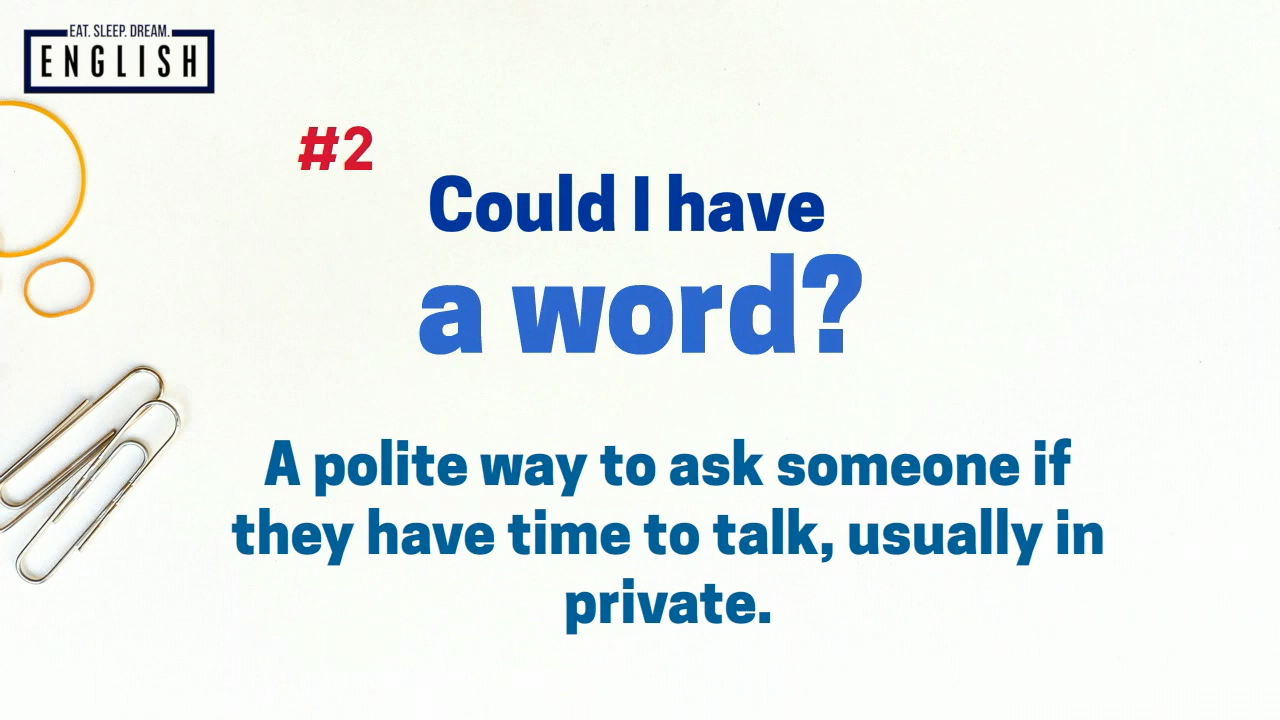 EAT. SLEEP. DREAM.
ENGLISH
#2
Could I have
a word?
A polite way to ask someone if
they have time to talk, usually in
private.